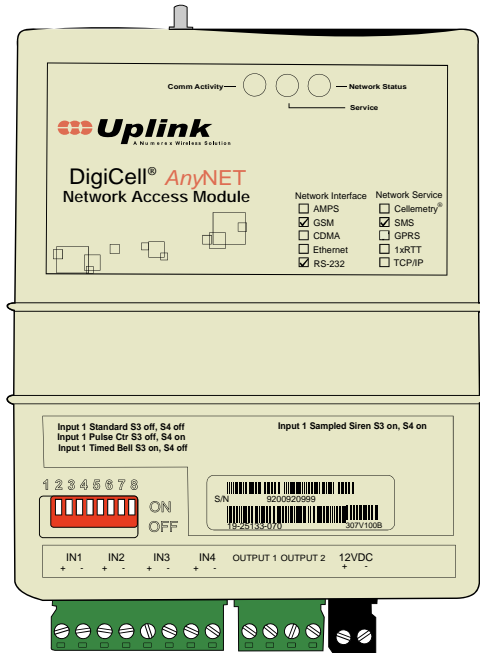 Comm Activity
Network Status
Service
Uplink
A Numerex Wireless Solution
DigiCell® AnyNET
Network Access Module
Network Interface
AMPS
GSM
CDMA
Ethernet
RS-232
Network Service
Cellemetry®
SMS
GPRS
1xRTT
TCP/IP
Input 1 Standard S3 off, S4 off
Input 1 Pulse Ctr S3 off, S4 on
Input 1 Timed Bell S3 on, S4 off
Input 1 Sampled Siren S3 on, S4 on
1 2 3 4 5 6 7 8
ON
OFF
S/N 9200920999
19-25133-070 307V100B
IN1 IN2 IN3 IN4 OUTPUT 1 OUTPUT 2 12VDC
+ - + - + - + - + -